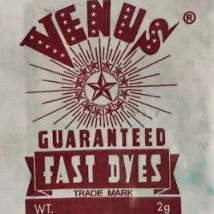 VENUS®
GUARANTEED
FAST DYES
TRADE MARK
WT. 2g